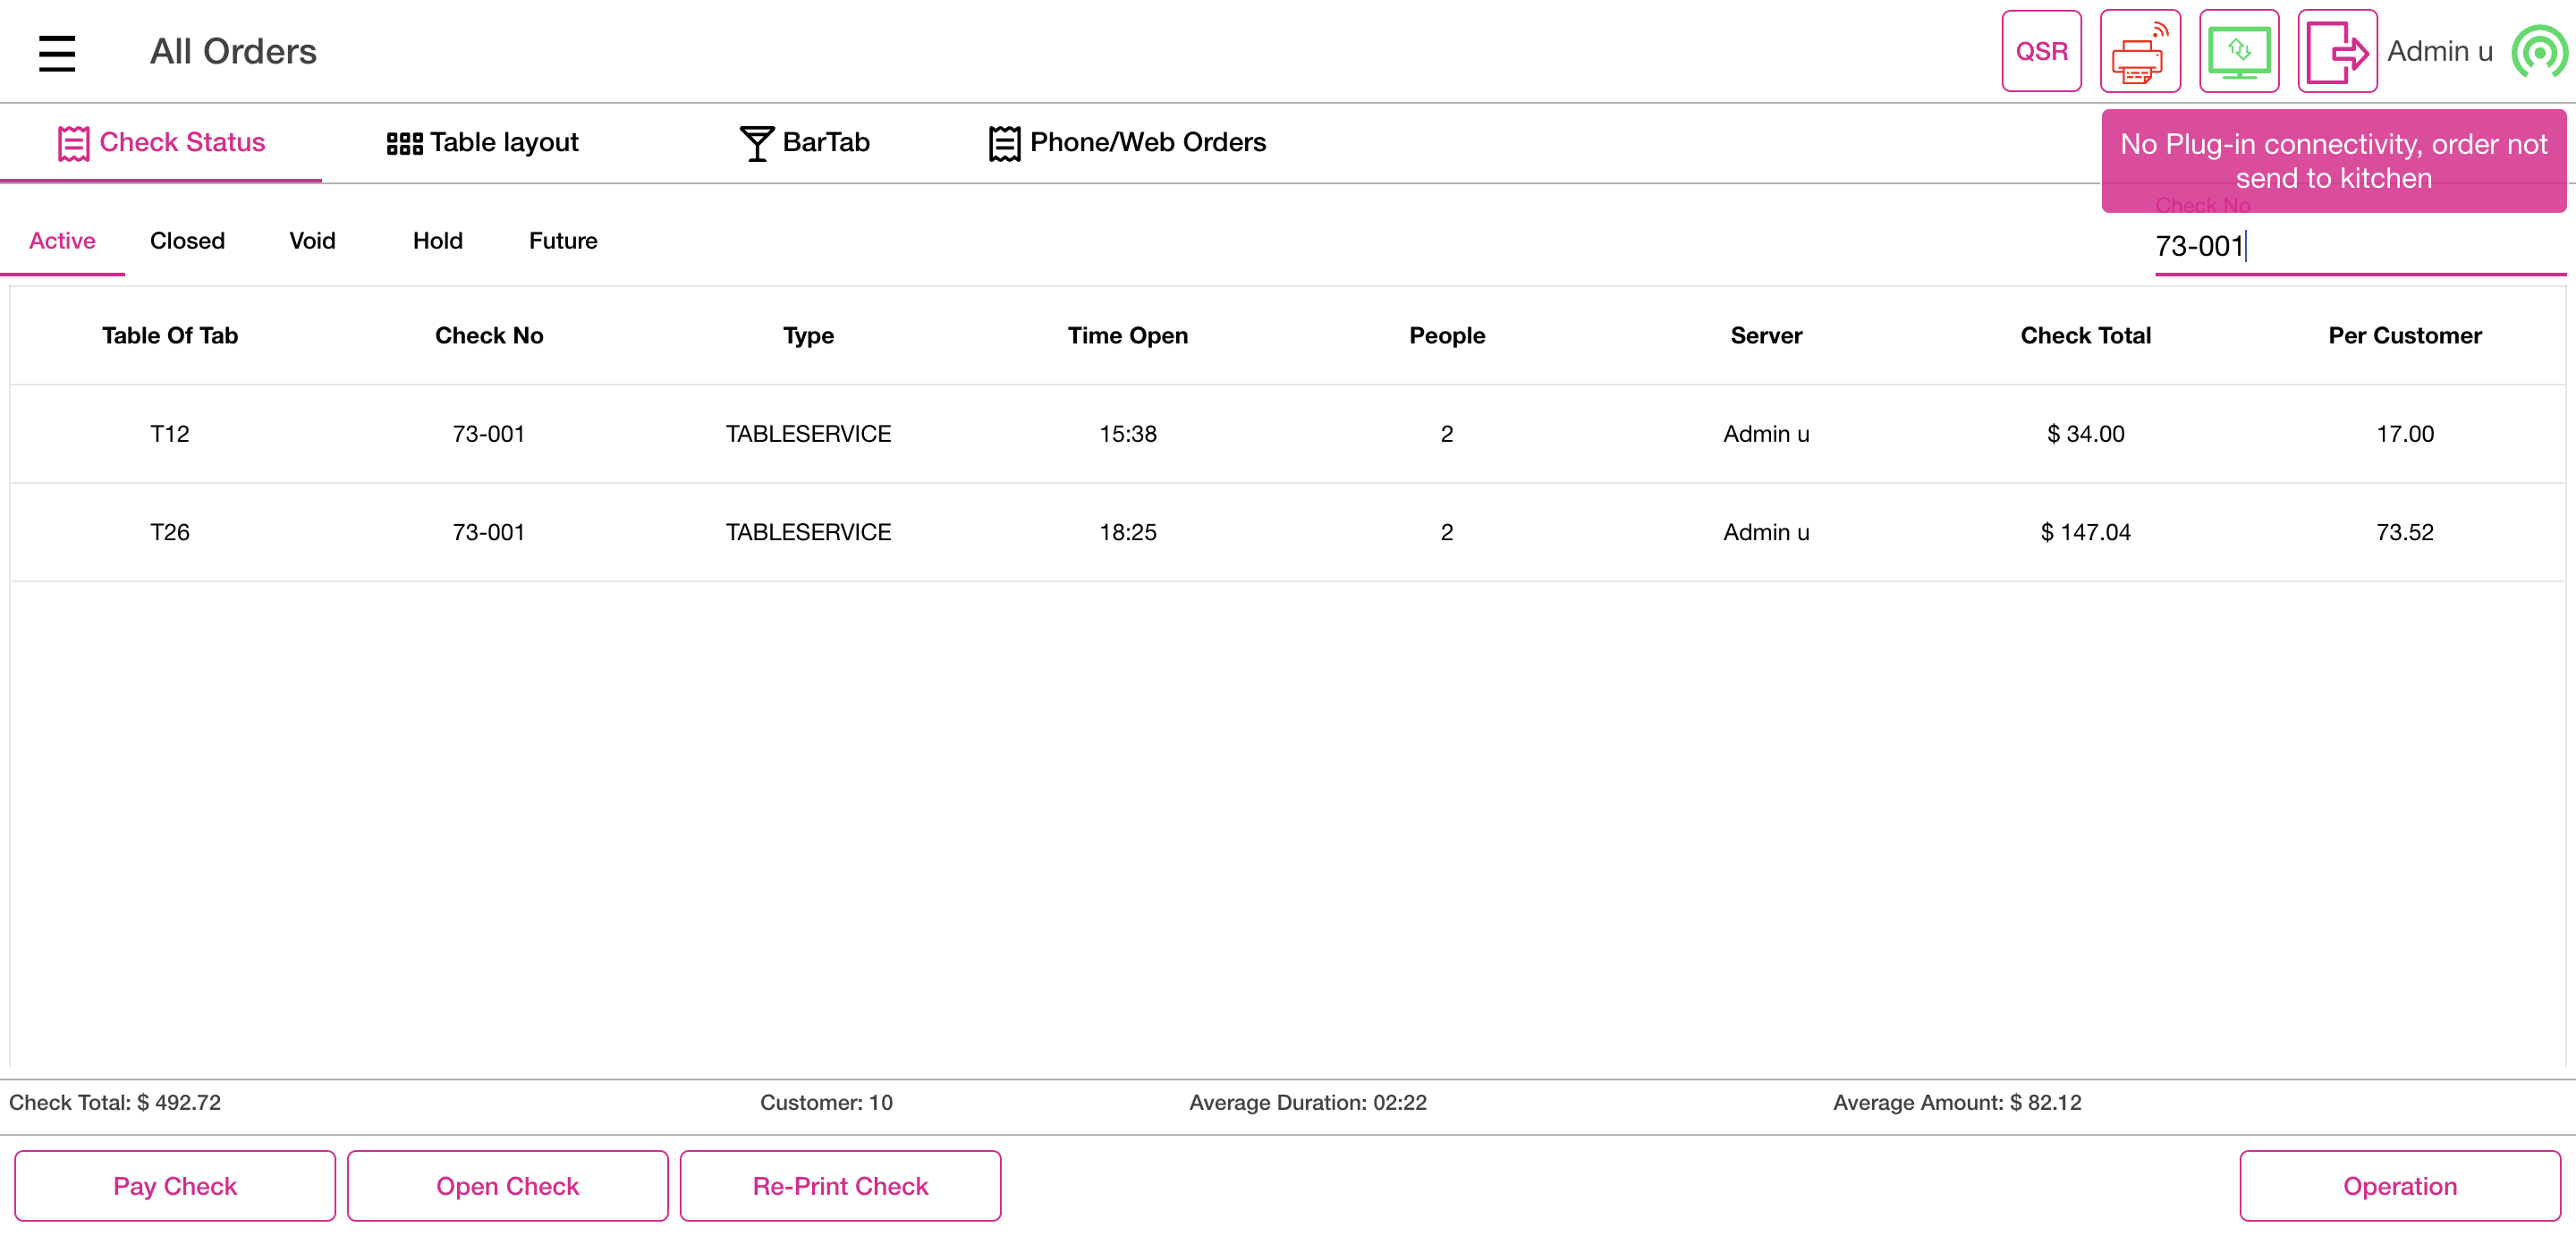 All Orders
QSR
Admin u
Check Status
Table layout
BarTab
Phone/Web Orders
No Plug-in connectivity, order not
send to kitchen
Check No
73-001
Active
Closed
Void
Hold
Future
Table Of Tab Check No Type Time Open People Server Check Total Per Customer
T12 73-001 TABLESERVICE 15:38 2 Admin u $ 34.00 17.00
T26 73-001 TABLESERVICE 18:25 2 Admin u $ 147.04 73.52
Check Total: $ 492.72 Customer: 10 Average Duration: 02:22 Average Amount: $ 82.12
Pay Check
Open Check
Re-Print Check
Operation